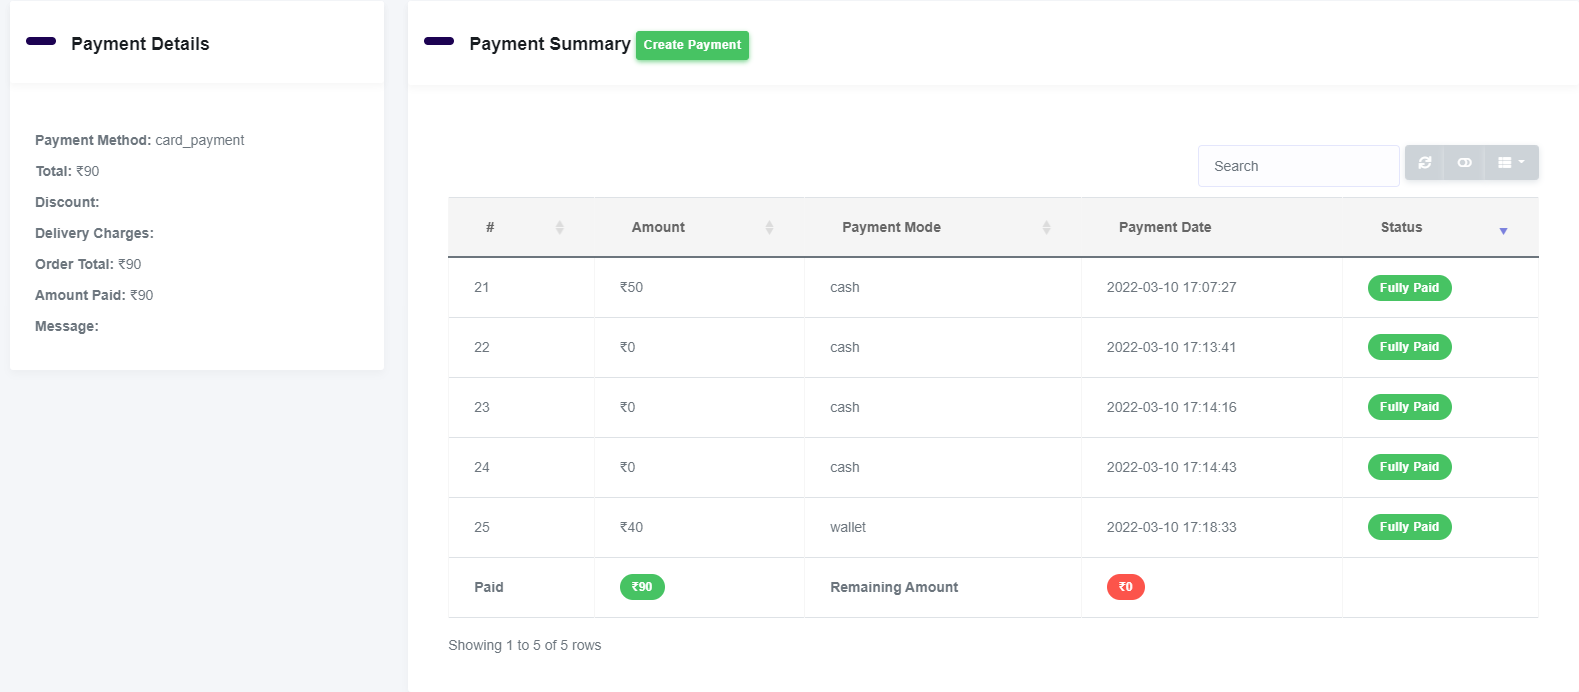 Payment Details
Payment Method: card_payment
Total: ₹90
Discount:
Delivery Charges:
Order Total: ₹90
Amount Paid: ₹90
Message:
Payment Summary Create Payment
Search
# Amount Payment Mode Payment Date Status
21 ₹50 cash 2022-03-10 17:07:27 Fully Paid
22 ₹0 cash 2022-03-10 17:13:41 Fully Paid
23 ₹0 cash 2022-03-10 17:14:16 Fully Paid
24 ₹0 cash 2022-03-10 17:14:43 Fully Paid
25 ₹40 wallet 2022-03-10 17:18:33 Fully Paid
Paid ₹90 Remaining Amount ₹0
Showing 1 to 5 of 5 rows